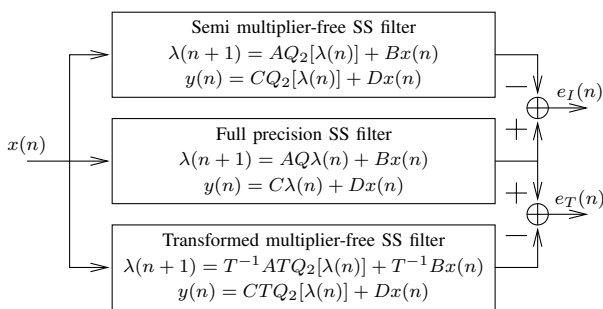 Semi multiplier-free SS filter
λ(n + 1) = AQ₂[λ(n)] + Bx(n)
y(n) = CQ₂[λ(n)] + Dx(n)
−
e_I(n)
+
x(n)
Full precision SS filter
λ(n + 1) = AQλ(n) + Bx(n)
y(n) = Cλ(n) + Dx(n)
+
e_T(n)
−
Transformed multiplier-free SS filter
λ(n + 1) = T⁻¹ATQ₂[λ(n)] + T⁻¹Bx(n)
y(n) = CTQ₂[λ(n)] + Dx(n)